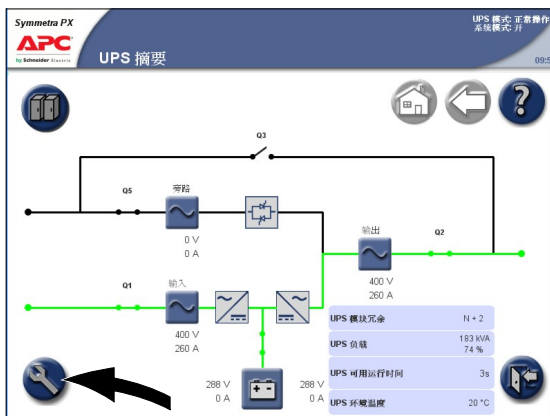 Symmetra PX
APC
by Schneider Electric
UPS 摘要
UPS 模式: 正常操作
系统模式: 开
09:5
Q3
Q5
旁路
0 V
0 A
输出
Q2
400 V
260 A
Q1
输入
400 V
260 A
288 V
0 A
288 V
0 A
UPS 模块冗余 N + 2
UPS 负载 183 kVA
74 %
UPS 可用运行时间 3s
UPS 环境温度 20 °C